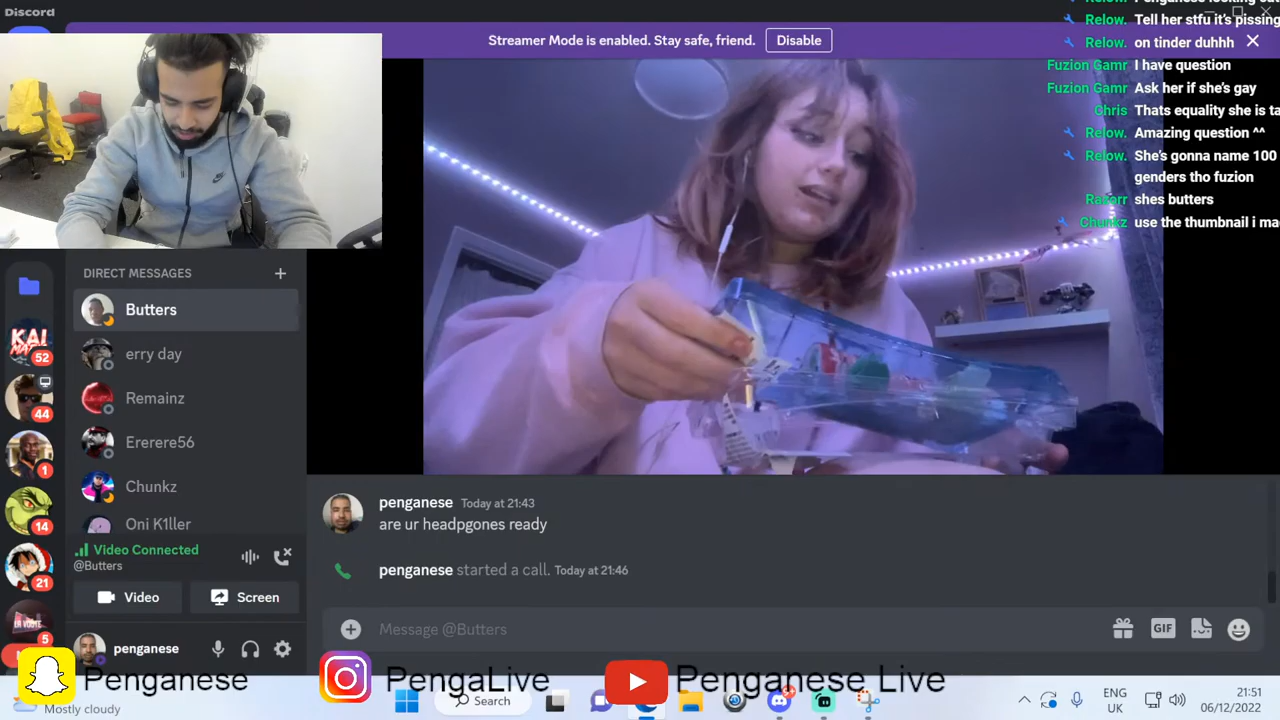 Discord
Streamer Mode is enabled. Stay safe, friend.
Disable
Relow.
Relow. Tell her stfu it's pissing
Relow. on tinder duhhh
Fuzion Gamr I have question
Fuzion Gamr Ask her if she's gay
Chris Thats equality she is ta
Relow. Amazing question ^^
Relow. She's gonna name 100
genders tho fuzion
Razorr shes butters
Chunkz use the thumbnail i ma
DIRECT MESSAGES
Butters
erry day
Remainz
Ererere56
Chunkz
Oni K1ller
KAI
52
44
1
14
21
5
Video Connected
@Butters
Video
Screen
penganese
penganese Today at 21:43
are ur headpgones ready
penganese started a call. Today at 21:46
Message @Butters
GIF
Penganese
PengaLive
Penganese Live
Mostly cloudy
Search
ENG
UK
21:51
06/12/2022